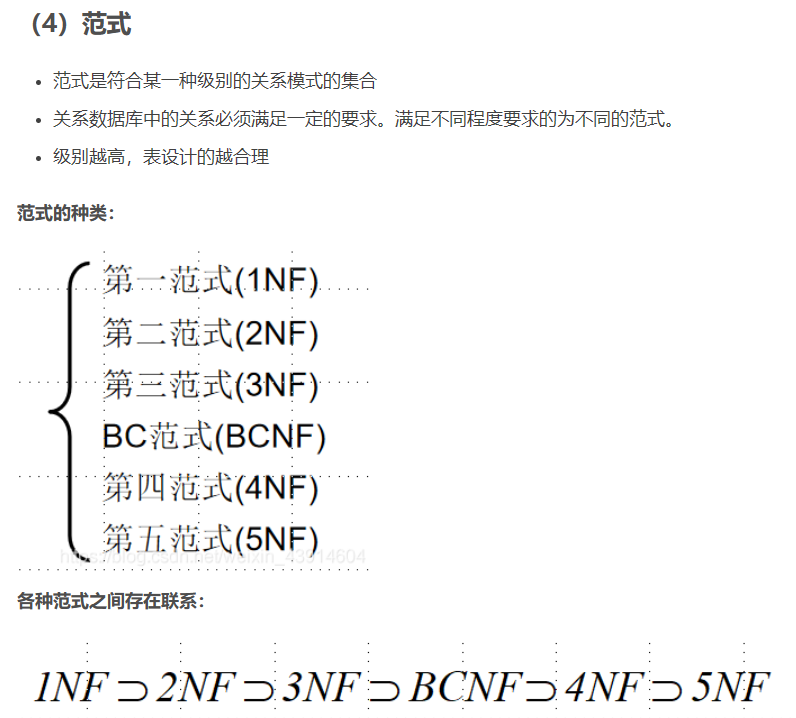 （4）范式
范式是符合某一种级别的关系模式的集合
关系数据库中的关系必须满足一定的要求。满足不同程度要求的为不同的范式。
级别越高，表设计的越合理
范式的种类：
第一范式(1NF)
第二范式(2NF)
第三范式(3NF)
BC范式(BCNF)
第四范式(4NF)
第五范式(5NF)
https://blog.csdn.net/weixin_43914604
各种范式之间存在联系：
1NF⊃2NF⊃3NF⊃BCNF⊃4NF⊃5NF